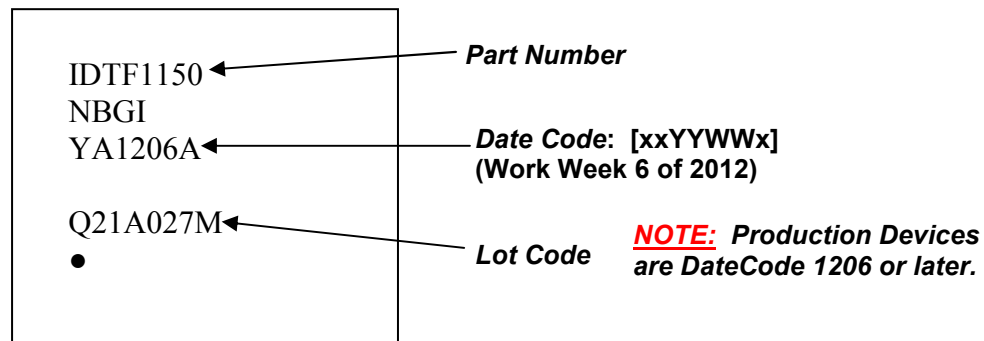 IDTF1150
NBGI
YA1206A
Q21A027M
Part Number
Date Code: [xxYYWWx]
(Work Week 6 of 2012)
Lot Code
NOTE: Production Devices
are DateCode 1206 or later.